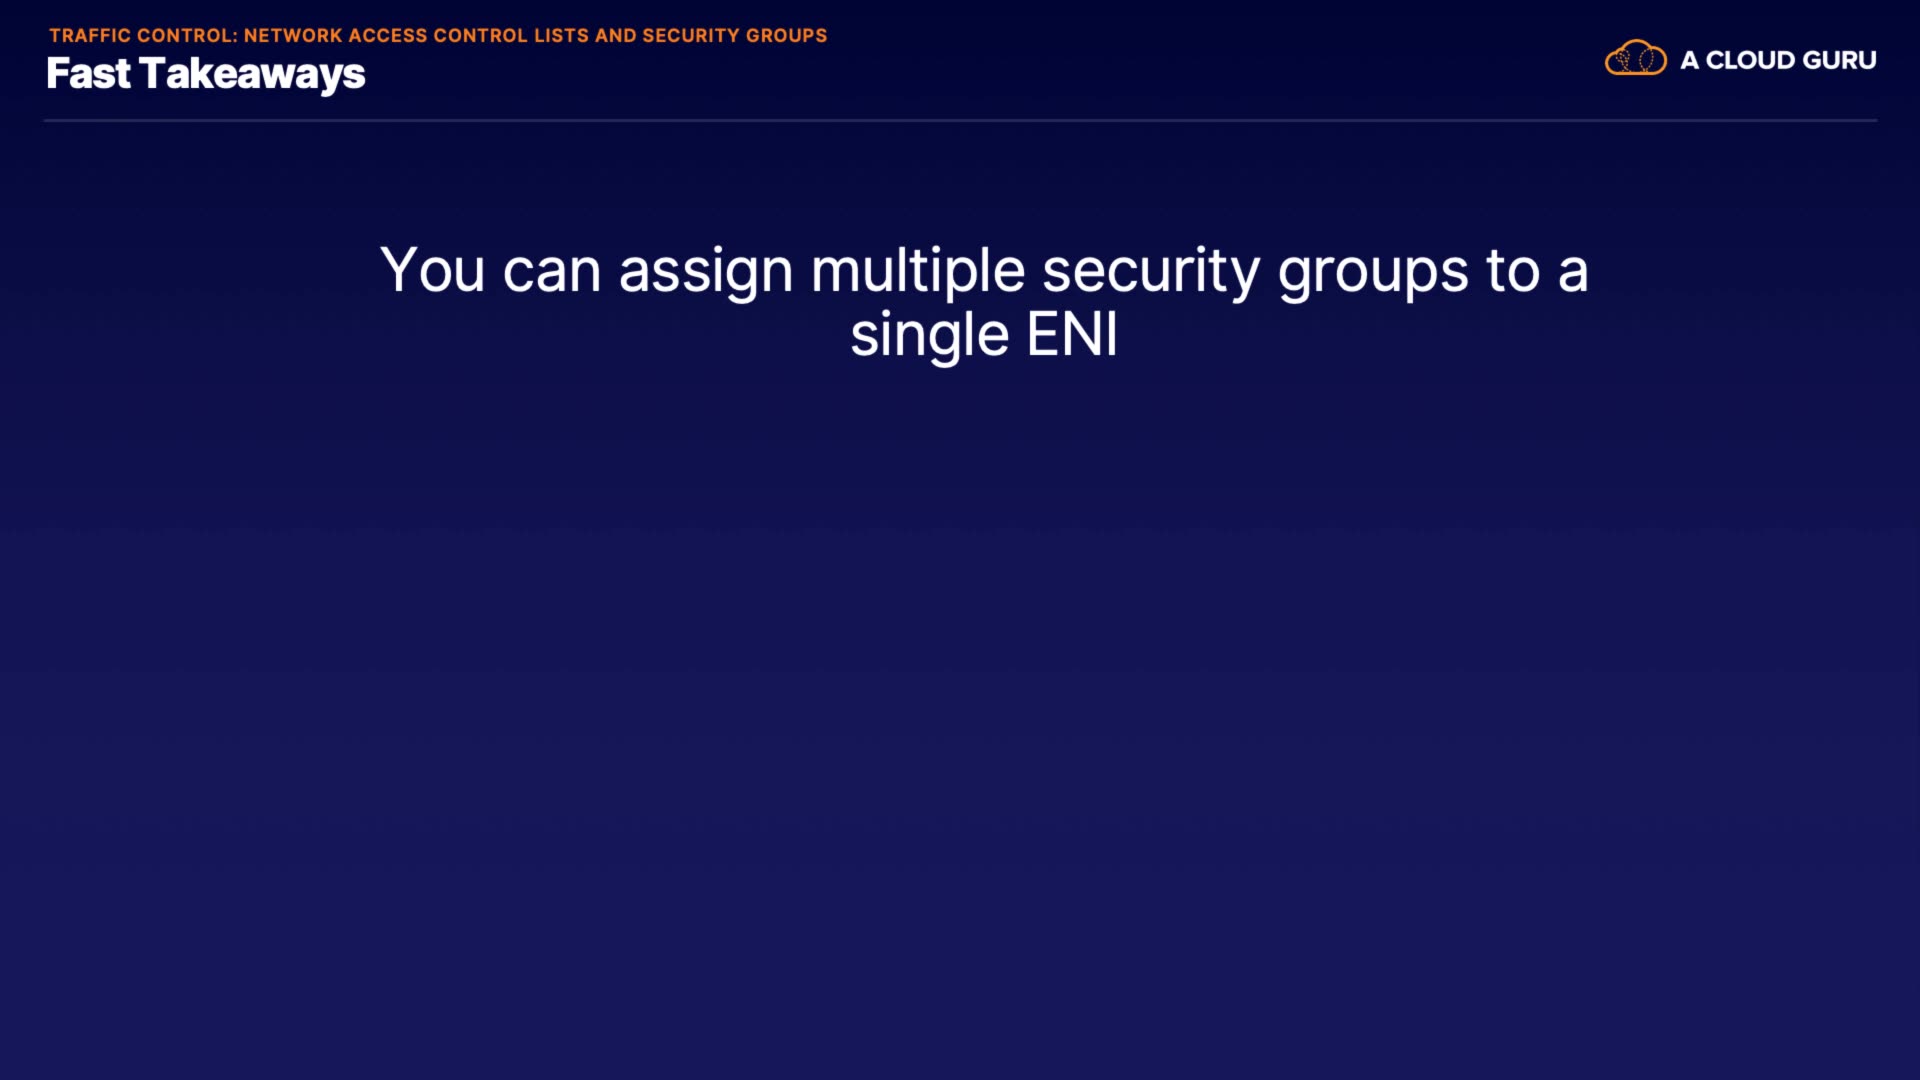 TRAFFIC CONTROL: NETWORK ACCESS CONTROL LISTS AND SECURITY GROUPS
Fast Takeaways
A CLOUD GURU
You can assign multiple security groups to a
single ENI